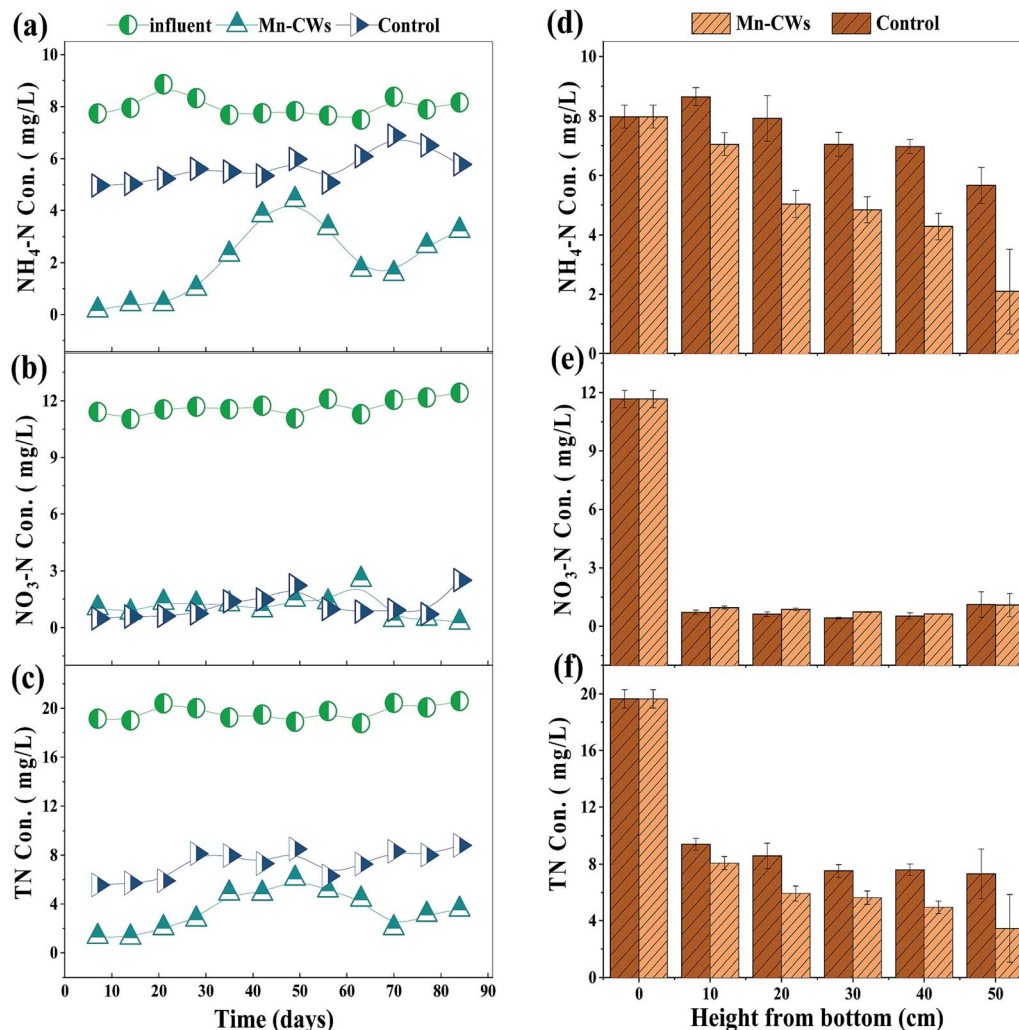 (a)
influent Mn-CWs Control
NH₄-N Con. ( mg/L)
10
8
6
4
2
0
(b)
NO₃-N Con. ( mg/L)
12
9
6
3
0
(c)
TN Con. ( mg/L)
20
16
12
8
4
0
0 10 20 30 40 50 60 70 80 90
Time (days)
(d)
Mn-CWs Control
NH₄-N Con. ( mg/L)
10
8
6
4
2
0
(e)
NO₃-N Con. ( mg/L)
12
9
6
3
0
(f)
TN Con. ( mg/L)
20
16
12
8
4
0
0 10 20 30 40 50
Height from bottom (cm)